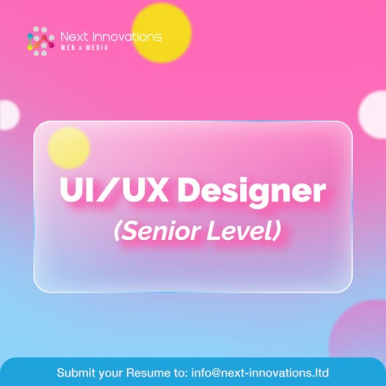 Next Innovations
WEB & MEDIA
UI/UX Designer
(Senior Level)
Submit your Resume to: info@next-innovations.ltd